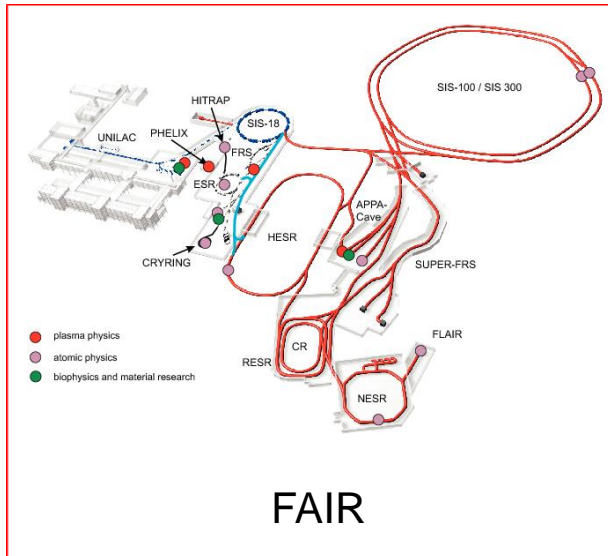 SIS-100 / SIS 300
HITRAP
SIS-18
UNILAC
PHELIX
FRS
ESR
APPA-
Cave
HESR
CRYRING
SUPER-FRS
plasma physics
atomic physics
biophysics and material research
CR
RESR
FLAIR
NESR
FAIR